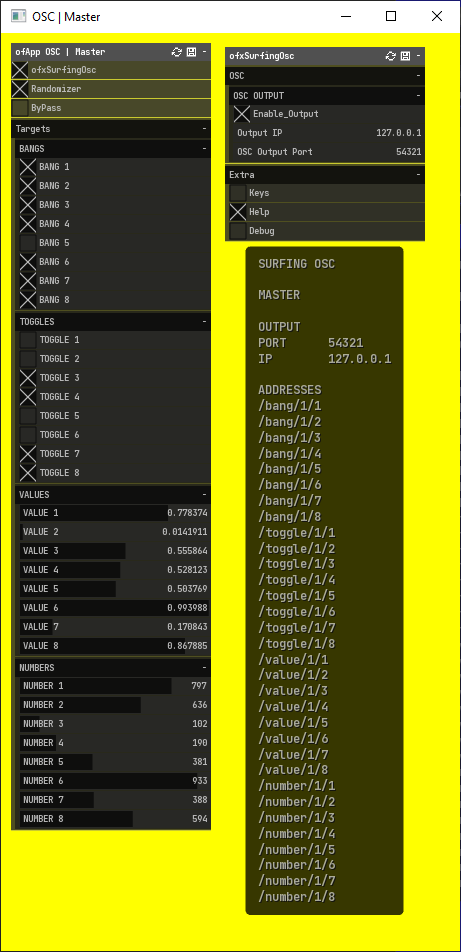 OSC | Master
ofApp OSC | Master -
ofxSurfingOsc
Randomizer
ByPass
Targets -
BANGS -
BANG 1
BANG 2
BANG 3
BANG 4
BANG 5
BANG 6
BANG 7
BANG 8
TOGGLES -
TOGGLE 1
TOGGLE 2
TOGGLE 3
TOGGLE 4
TOGGLE 5
TOGGLE 6
TOGGLE 7
TOGGLE 8
VALUES -
VALUE 1 0.778374
VALUE 2 0.0141911
VALUE 3 0.555864
VALUE 4 0.528123
VALUE 5 0.503769
VALUE 6 0.993988
VALUE 7 0.170843
VALUE 8 0.867885
NUMBERS -
NUMBER 1 797
NUMBER 2 636
NUMBER 3 102
NUMBER 4 190
NUMBER 5 381
NUMBER 6 933
NUMBER 7 388
NUMBER 8 594
ofxSurfingOsc -
OSC -
OSC OUTPUT -
Enable_Output
Output IP 127.0.0.1
OSC Output Port 54321
Extra -
Keys
Help
Debug
SURFING OSC
MASTER
OUTPUT
PORT 54321
IP 127.0.0.1
ADDRESSES
/bang/1/1
/bang/1/2
/bang/1/3
/bang/1/4
/bang/1/5
/bang/1/6
/bang/1/7
/bang/1/8
/toggle/1/1
/toggle/1/2
/toggle/1/3
/toggle/1/4
/toggle/1/5
/toggle/1/6
/toggle/1/7
/toggle/1/8
/value/1/1
/value/1/2
/value/1/3
/value/1/4
/value/1/5
/value/1/6
/value/1/7
/value/1/8
/number/1/1
/number/1/2
/number/1/3
/number/1/4
/number/1/5
/number/1/6
/number/1/7
/number/1/8